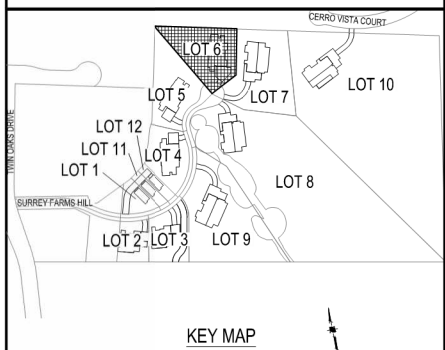 CERRO VISTA COURT
LOT 6
LOT 10
LOT 5
LOT 7
TWIN OAKS DRIVE
LOT 12
LOT 11
LOT 4
LOT 1
LOT 8
SURREY FARMS HILL
LOT 2
LOT 3
LOT 9
KEY MAP